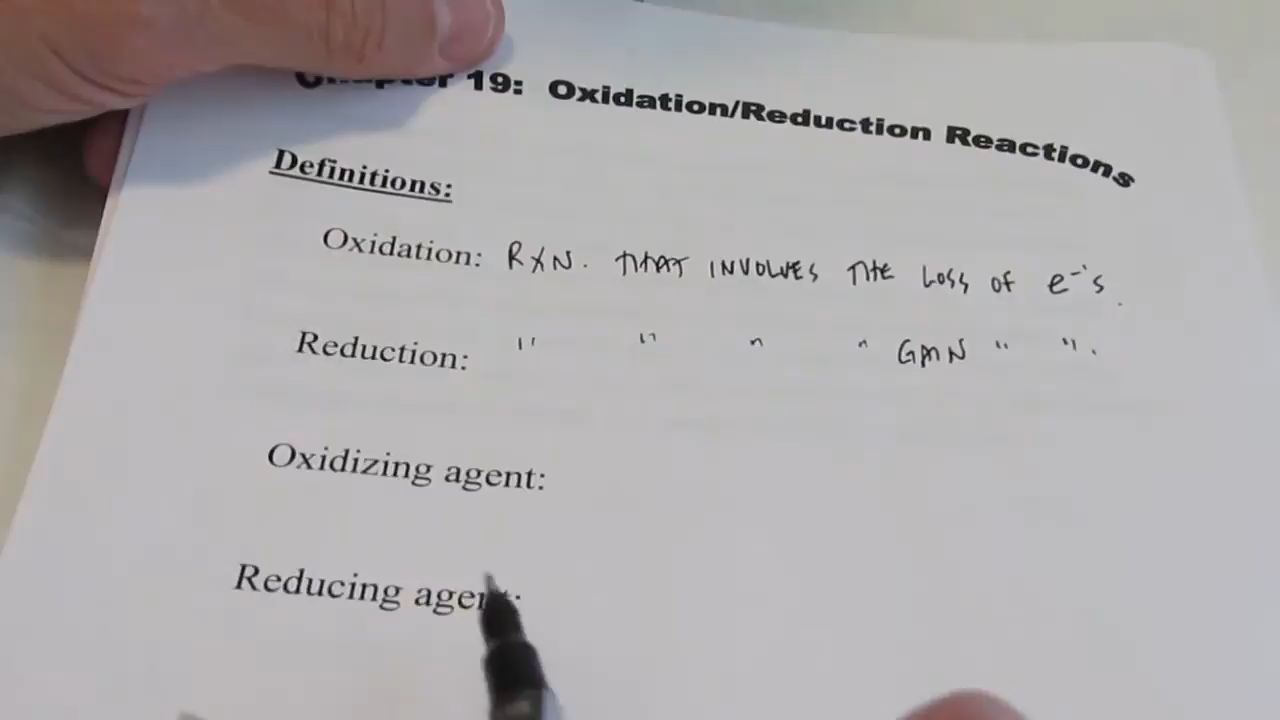 Chapter 19: Oxidation/Reduction Reactions
Definitions:
Oxidation: RXN. THAT INVOLVES THE LOSS OF e⁻'s.
Reduction: " " " " GAIN " ".
Oxidizing agent:
Reducing agent: